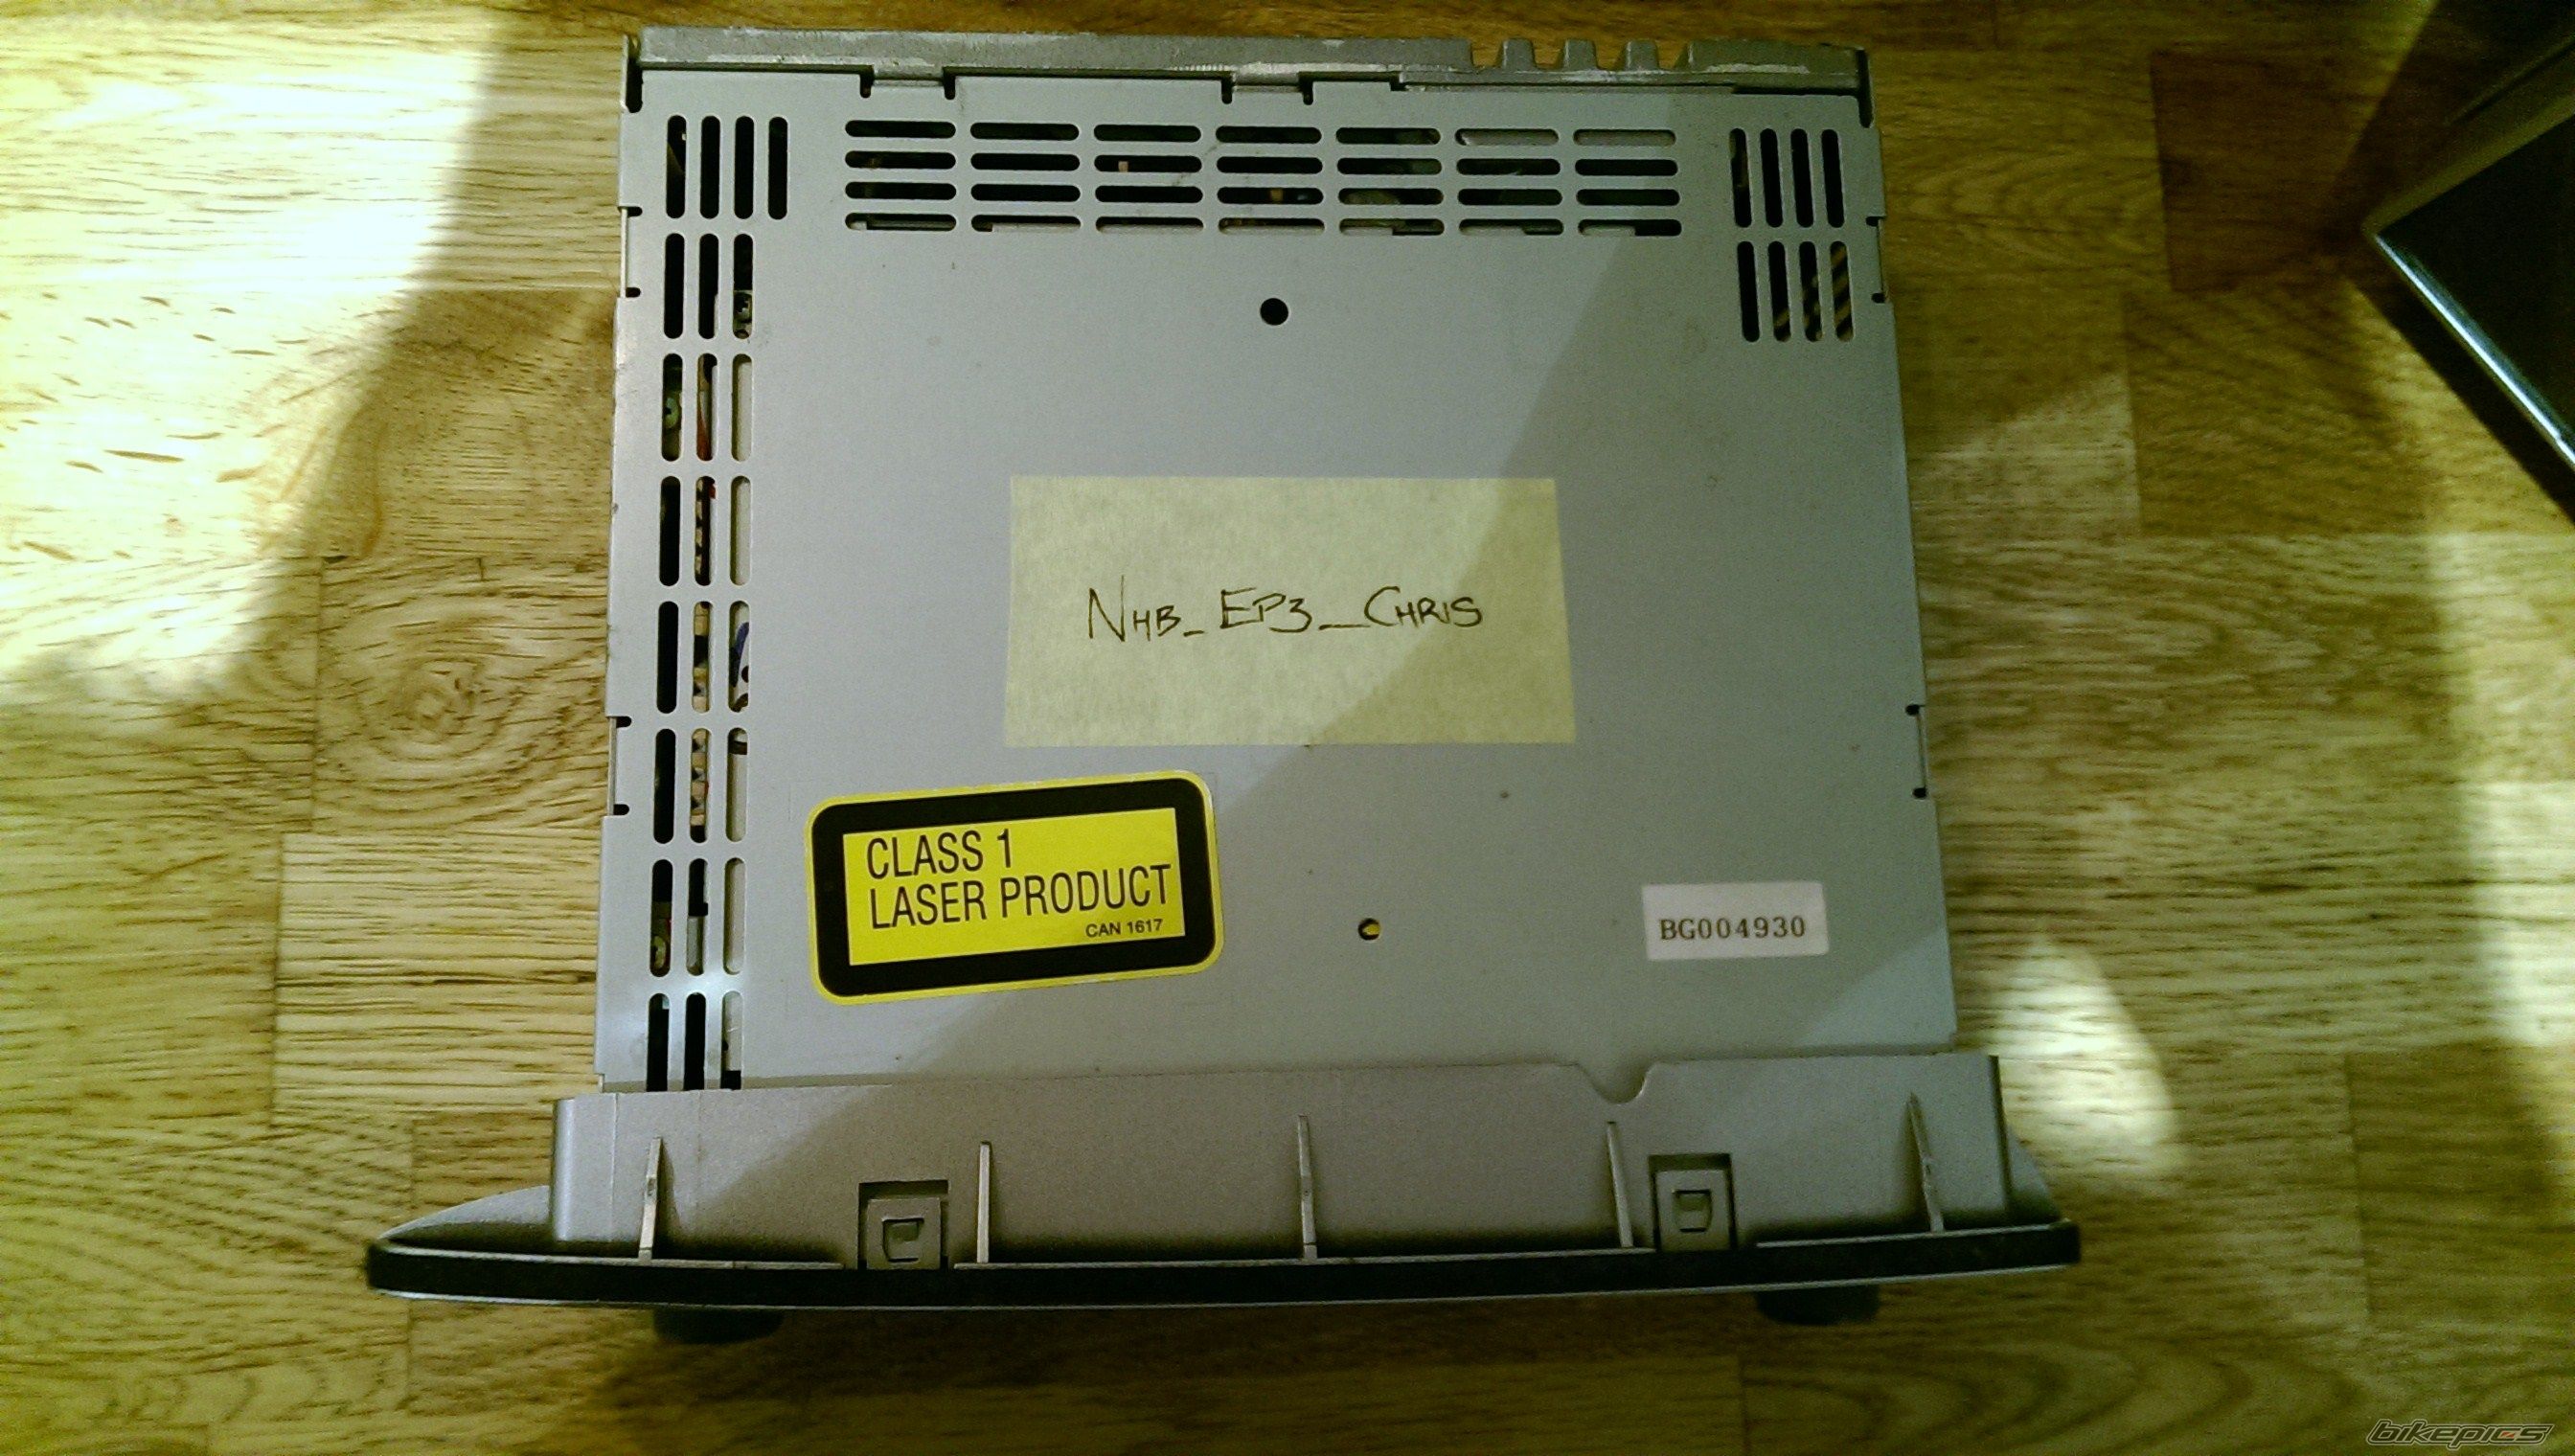 NHB_EP3_CHRIS
CLASS 1
LASER PRODUCT
CAN 1617
BG004930
bikepics